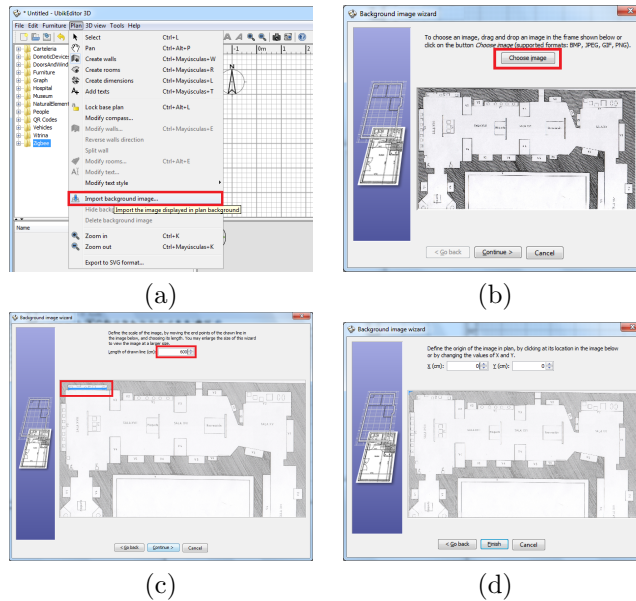 * Untitled - UbikEditor 3D
File Edit Furniture Plan 3D view Tools Help
Carteleria
DomoticDevices
DoorsAndWind
Furniture
Graph
Hospital
Museum
NaturalElement
People
QR Codes
Vehicles
Vitrina
Zigbee
Name
Select Ctrl+L
Pan Ctrl+Alt+P
Create walls Ctrl+Mayúsculas+W
Create rooms Ctrl+Mayúsculas+R
Create dimensions Ctrl+Mayúsculas+L
Add texts Ctrl+Mayúsculas+T
Lock base plan Ctrl+Alt+L
Modify compass...
Modify walls... Ctrl+Mayúsculas+E
Reverse walls direction
Split wall
Modify rooms... Ctrl+Alt+E
Modify text...
Modify text style
Import background image...
Hide back
Import the image displayed in plan background
Delete background image
Zoom in Ctrl+K
Zoom out Ctrl+Mayúsculas+K
Export to SVG format...
-1 0m 1 2
N
(a)
Background image wizard
To choose an image, drag and drop an image in the frame shown below or
click on the button Choose image (supported formats: BMP, JPEG, GIF, PNG).
Choose image
< Go back Continue > Cancel
(b)
Background image wizard
Define the scale of the image, by moving the end points of the drawn line in
the image below, and choosing its length. You may enlarge the size of this wizard
to view the image at a larger size.
Length of drawn line (cm): 600
< Go back Continue > Cancel
(c)
Background image wizard
Define the origin of the image in plan, by clicking at its location in the image below
or by changing the values of X and Y.
X (cm): 0 Y (cm): 0
< Go back Finish Cancel
(d)